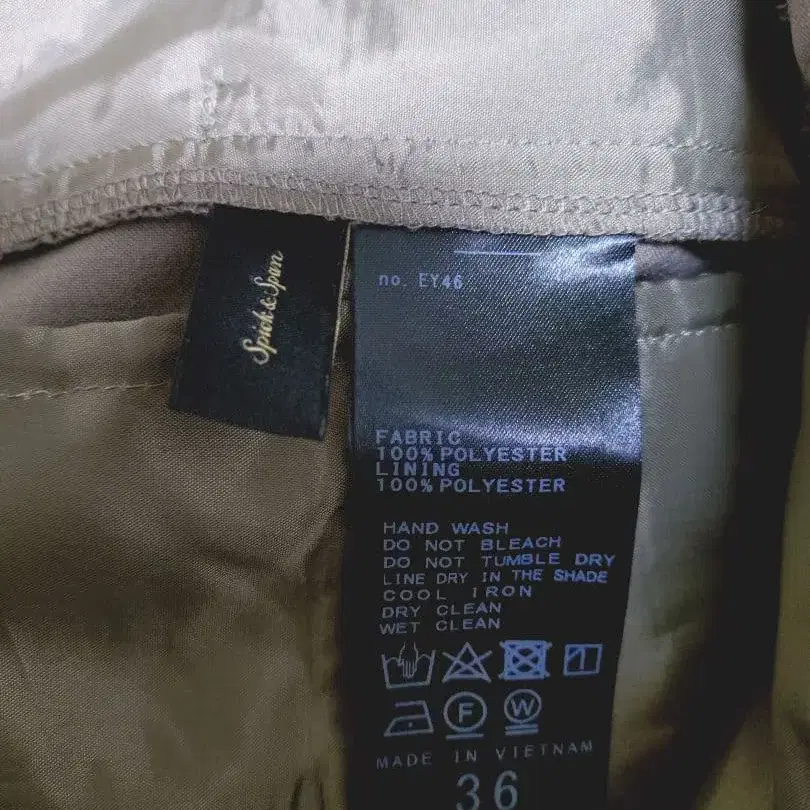 Spick & Span
no. EY46
FABRIC
100% POLYESTER
LINING
100% POLYESTER
HAND WASH
DO NOT BLEACH
DO NOT TUMBLE DRY
LINE DRY IN THE SHADE
COOL IRON
DRY CLEAN
WET CLEAN
F W
MADE IN VIETNAM
36